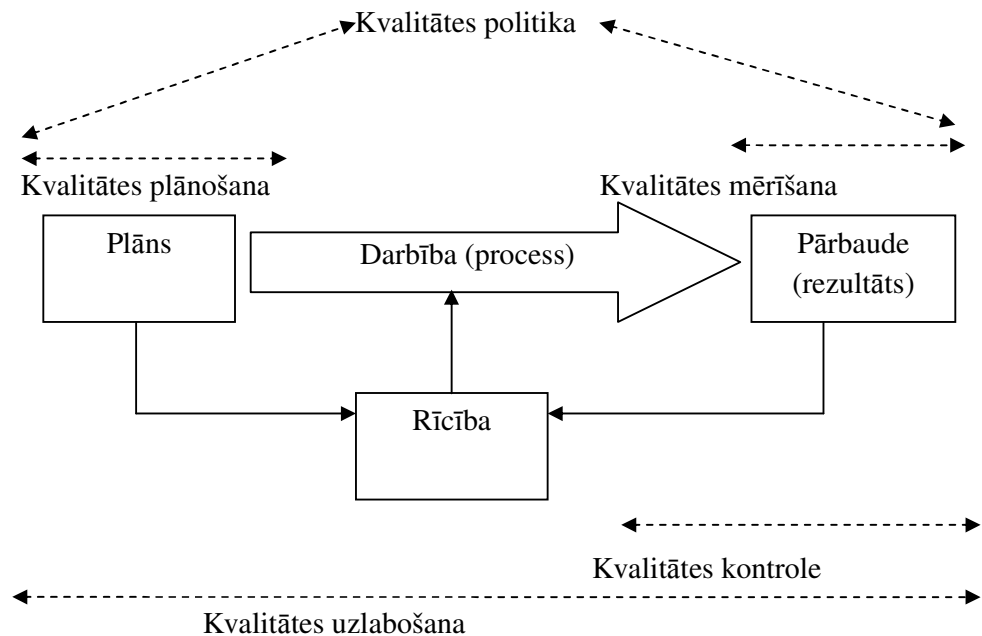 Kvalitātes politika
Kvalitātes plānošana
Kvalitātes mērīšana
Plāns
Darbība (process)
Pārbaude
(rezultāts)
Rīcība
Kvalitātes kontrole
Kvalitātes uzlabošana